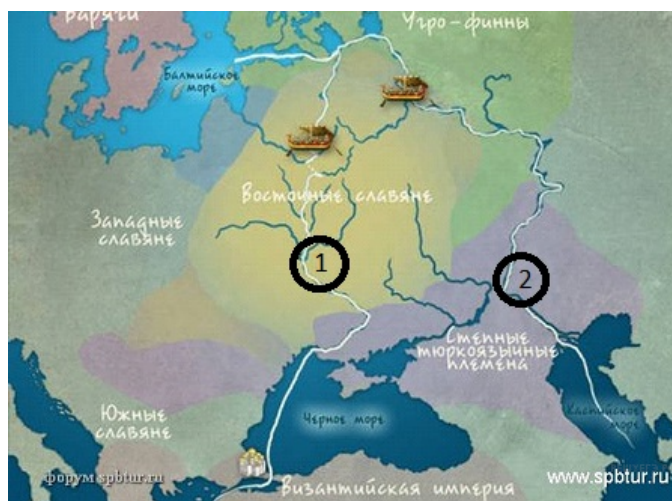 Варяги
Угро-финны
Балтийское
море
Восточные славяне
Западные
славяне
1
2
Степные
тюркоязычные
племена
Южные
славяне
Черное море
Каспийское
море
форум spbtur.ru
www.spbtur.ru
Византийская империя